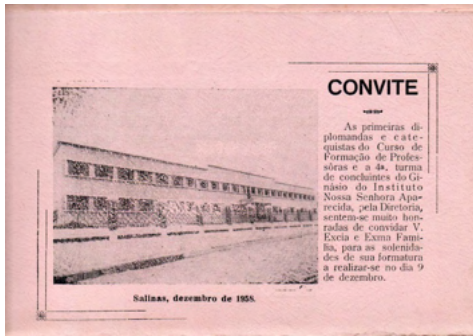 CONVITE
As primeiras di-
plomandas e cate-
quistas do Curso de
Formação de Profes-
sôras e a 4a. turma
de concluintes do Gi-
násio do Instituto
Nossa Senhora Apa-
recida, pela Diretoria,
sentem-se muito hon-
radas de convidar V.
Excia e Exma Famí-
lia, para as solenida-
des de sua formatura
a realizar-se no dia 9
de dezembro.
Salinas, dezembro de 1958.